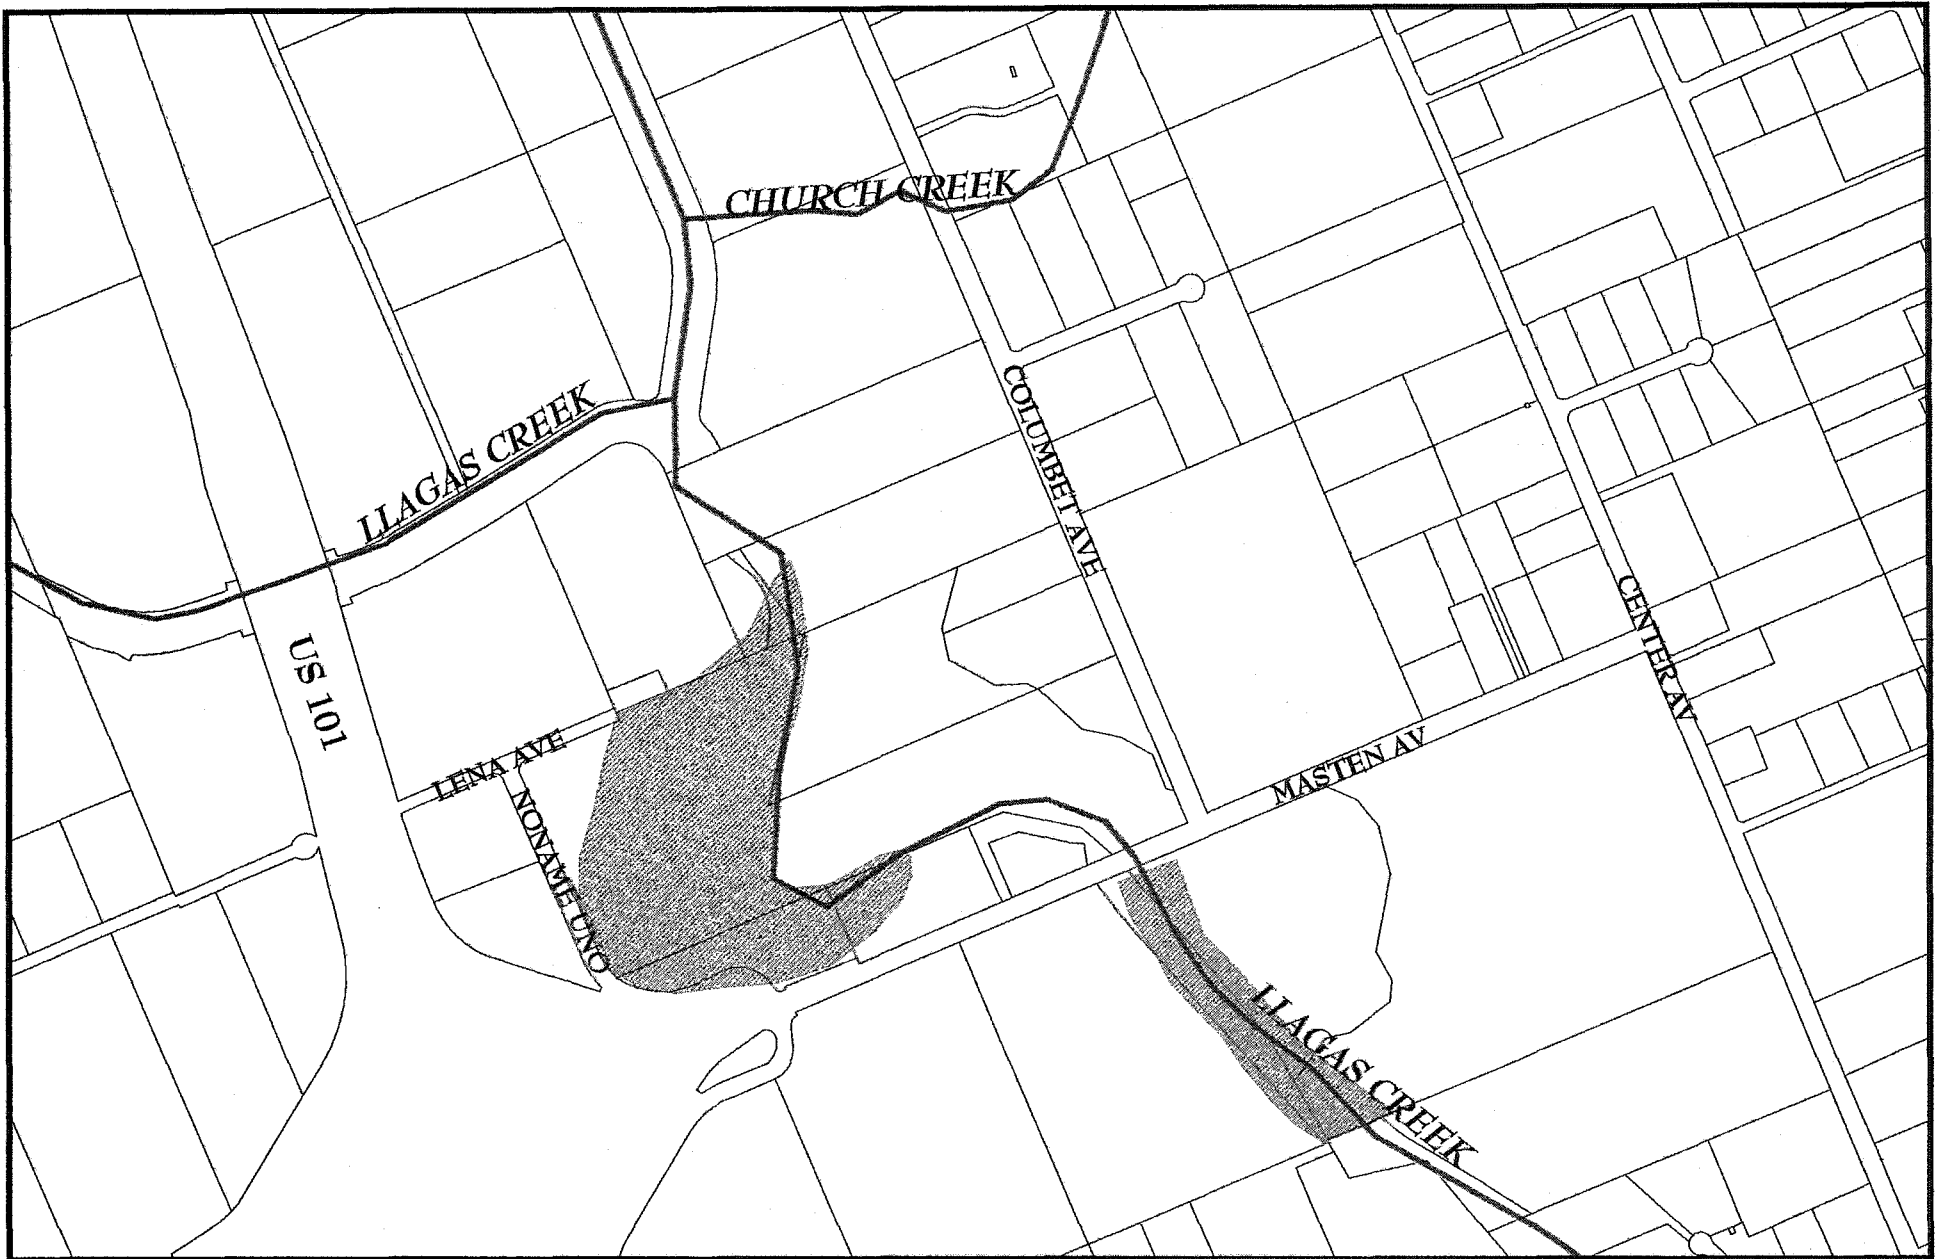 CHURCH CREEK
LLAGAS CREEK
COLUMBET AVE
US 101
CENTER AV
LENA AVE
MASTEN AV
NONAME UNO
LLAGAS CREEK